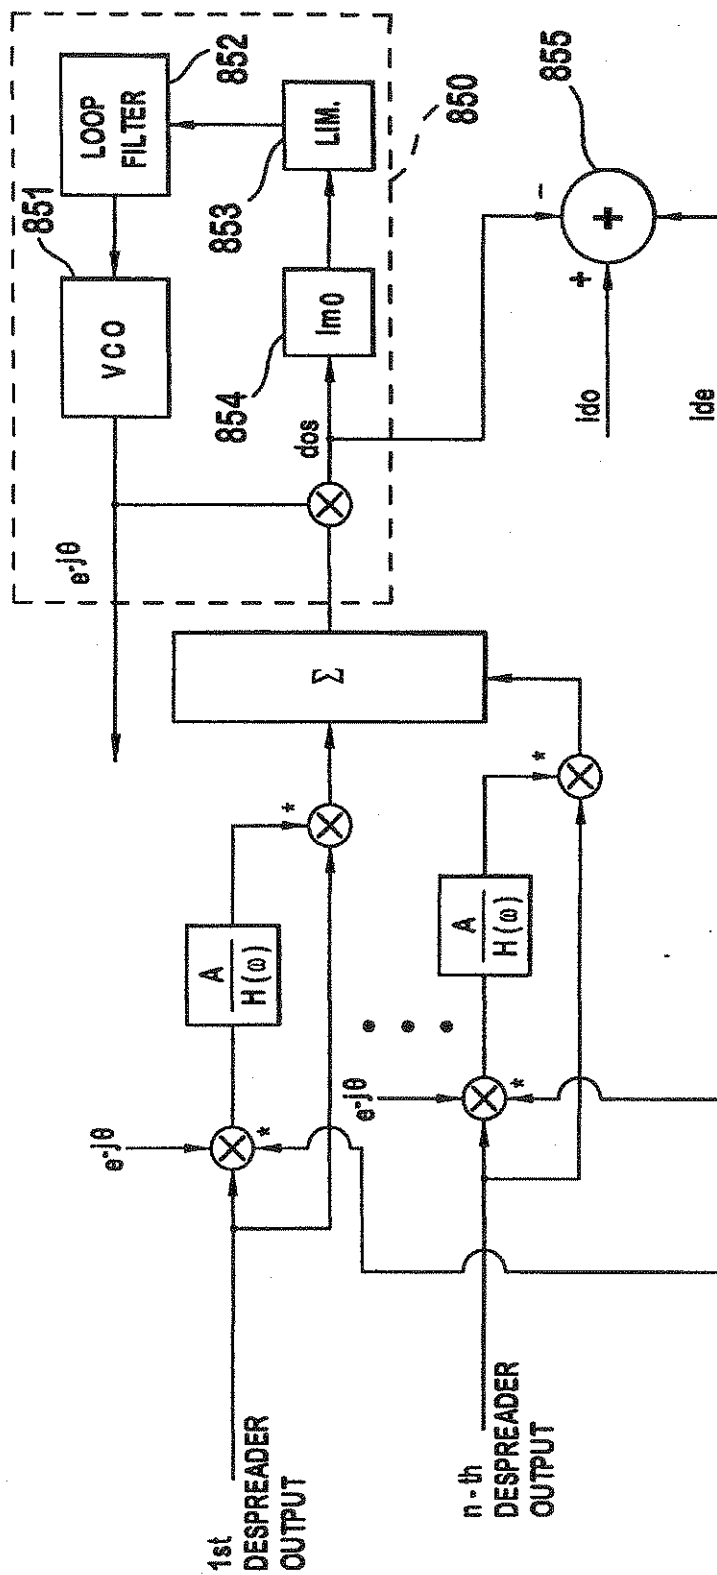 1st
DESPREADER
OUTPUT
n-th
DESPREADER
OUTPUT
e-jθ
*
A
H(ω)
*
e-jθ
*
A
H(ω)
*
Σ
e-jθ
dos
VCO
851
LOOP
FILTER
852
LIM.
853
Im0
854
850
+
-
+
855
ido
ide